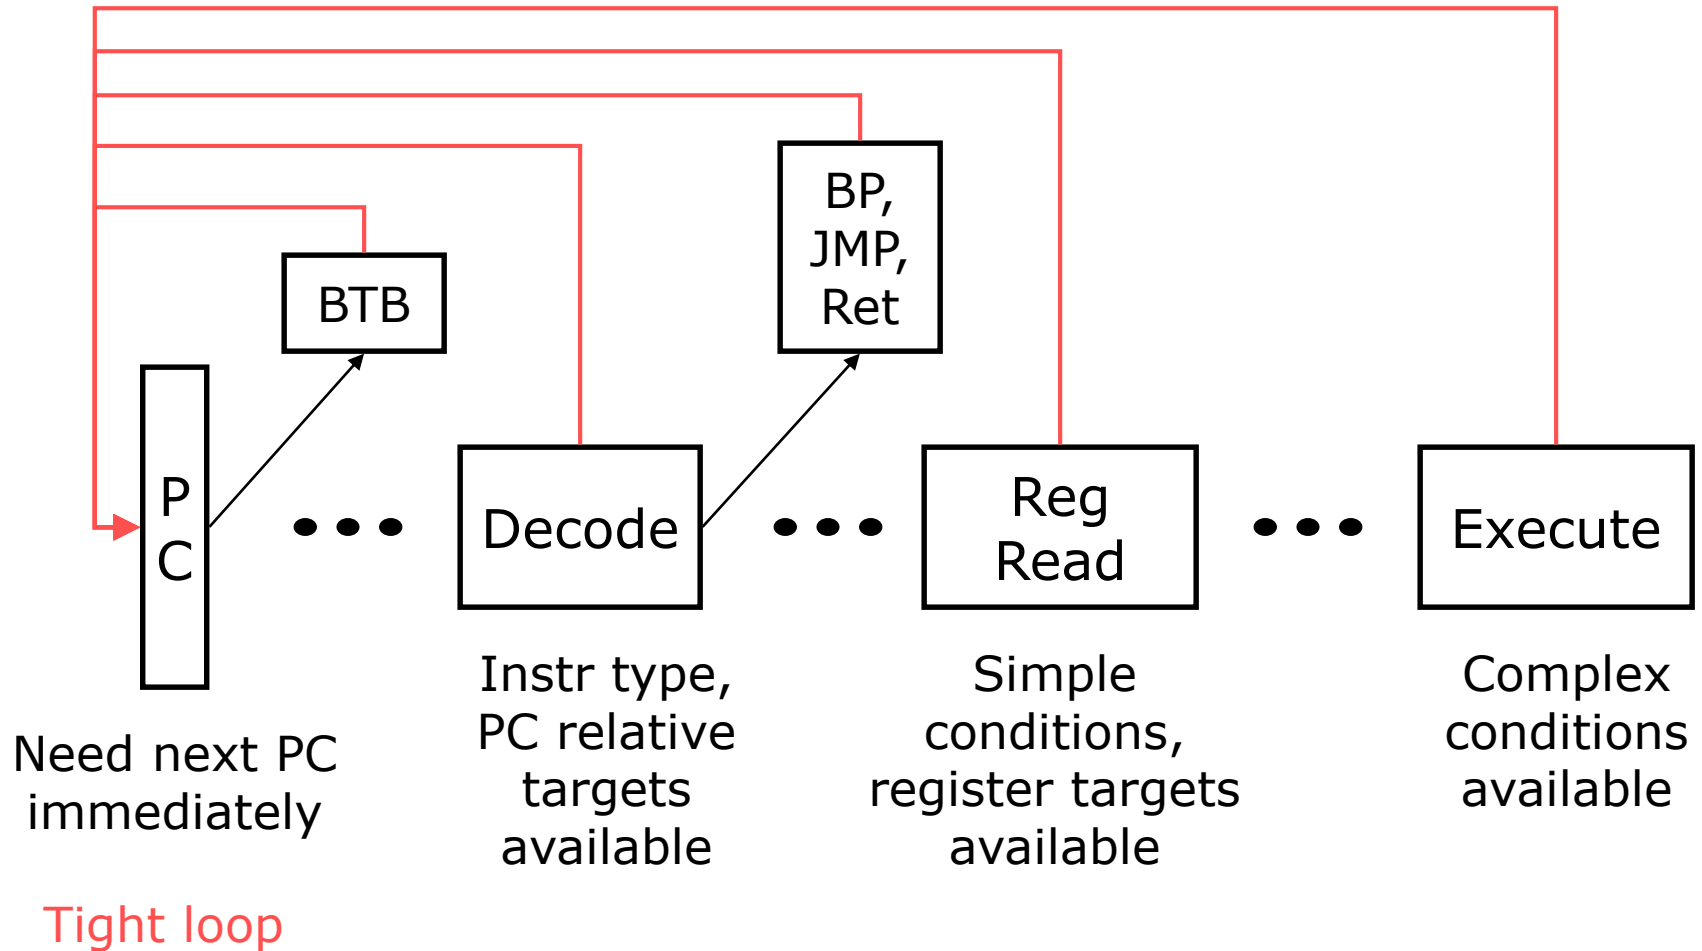 BP,
JMP,
Ret
BTB
P
C
Decode
Reg
Read
Execute
Need next PC
immediately
Instr type,
PC relative
targets
available
Simple
conditions,
register targets
available
Complex
conditions
available
Tight loop